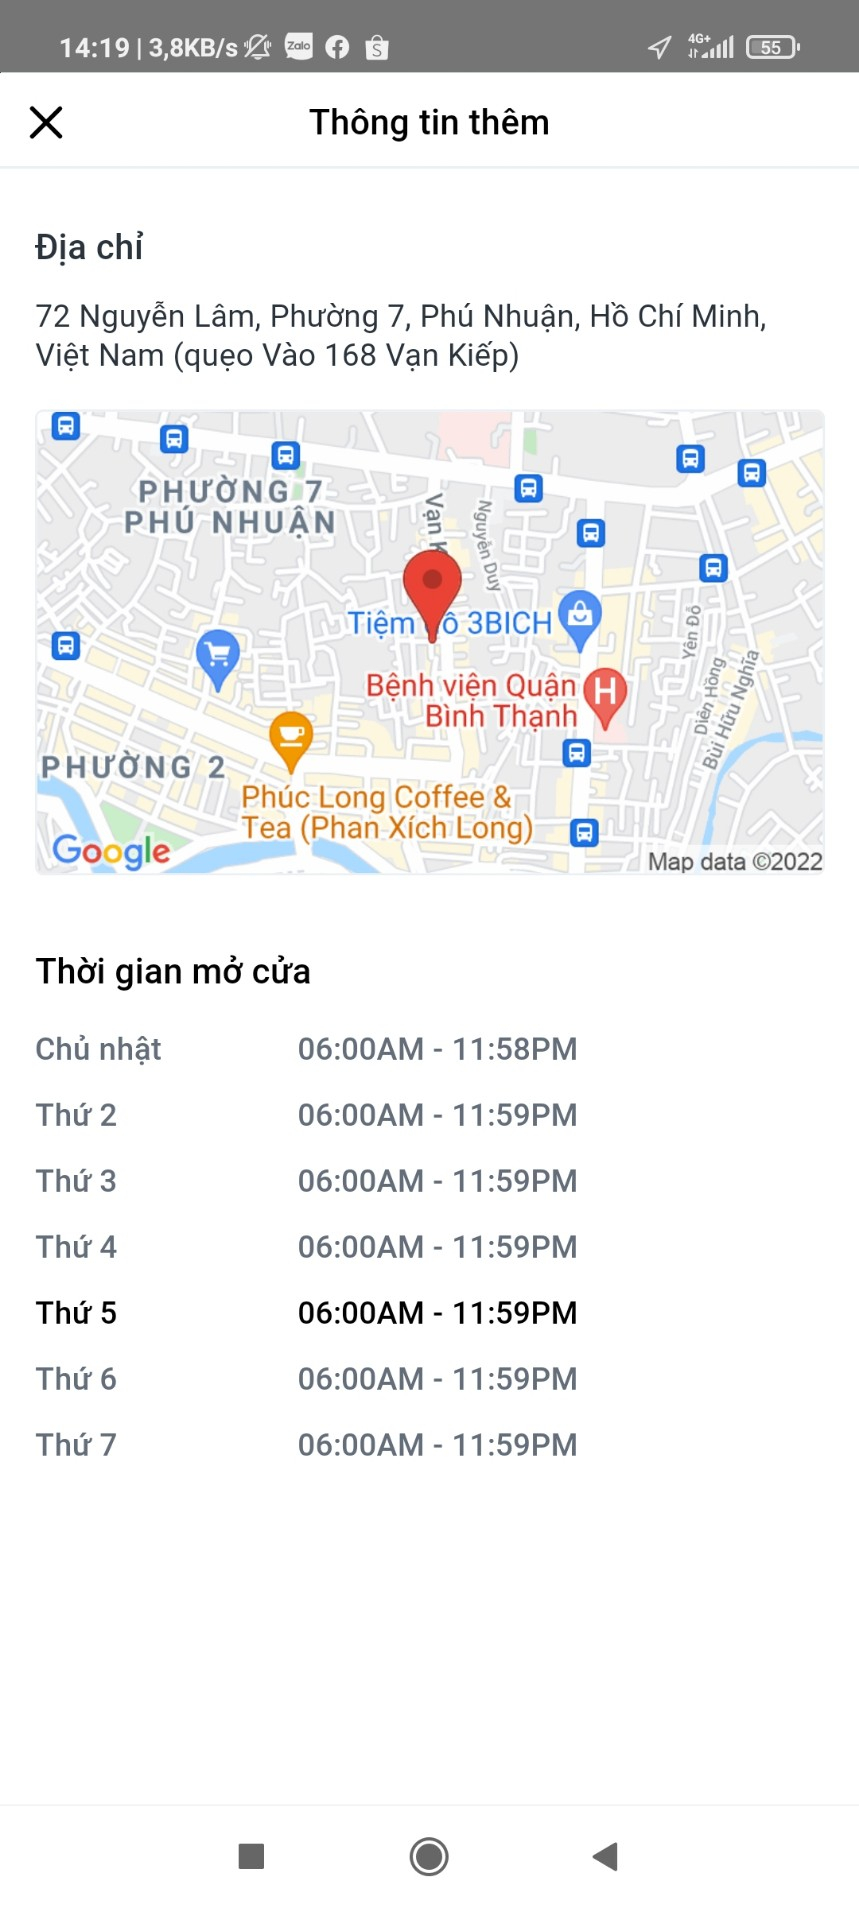 14:19 | 3,8KB/s Zalo 4G+ 55
Thông tin thêm
Địa chỉ
72 Nguyễn Lâm, Phường 7, Phú Nhuận, Hồ Chí Minh,
Việt Nam (quẹo Vào 168 Vạn Kiếp)
PHƯỜNG 7
PHÚ NHUẬN
Vạn
Nguyễn Duy
Tiệm 3BICH
Yên Đỗ
Bệnh viện Quận
Bình Thạnh
H
Diên Hồng
Bùi Hữu Nghĩa
PHƯỜNG 2
Phúc Long Coffee &
Tea (Phan Xích Long)
Google
Map data ©2022
Thời gian mở cửa
Chủ nhật 06:00AM - 11:58PM
Thứ 2 06:00AM - 11:59PM
Thứ 3 06:00AM - 11:59PM
Thứ 4 06:00AM - 11:59PM
Thứ 5 06:00AM - 11:59PM
Thứ 6 06:00AM - 11:59PM
Thứ 7 06:00AM - 11:59PM